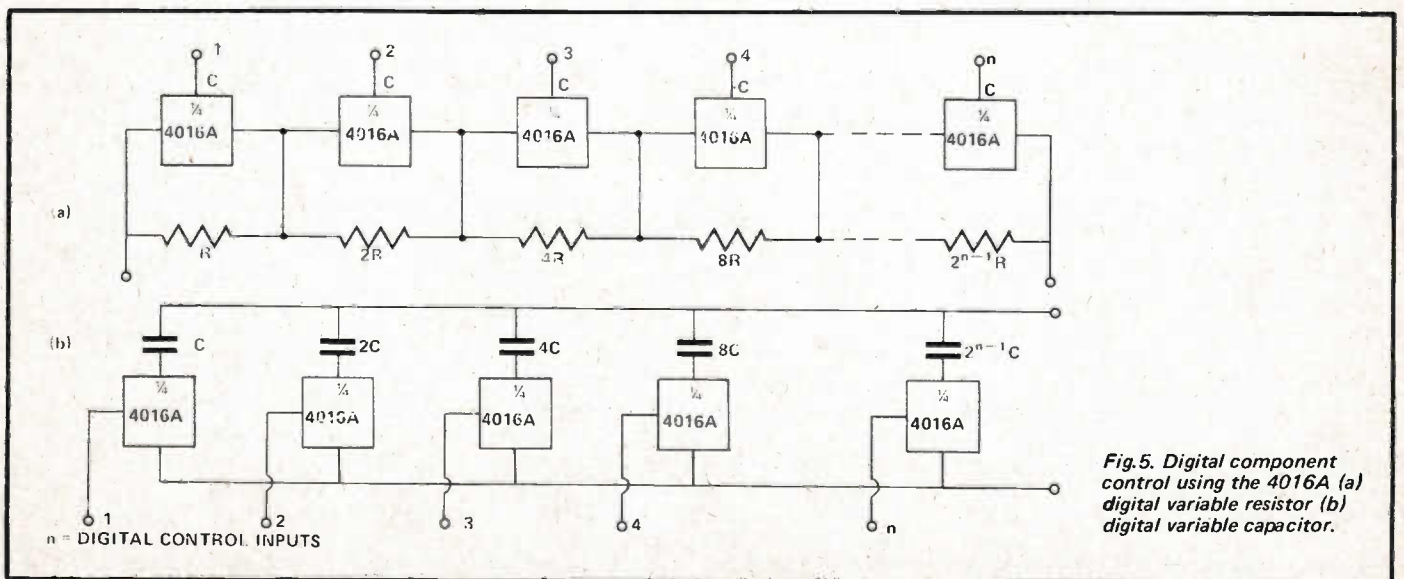 1 2 3 4 n
C C C C C
¼ ¼ ¼ ¼ ¼
4016A 4016A 4016A 4016A 4016A
(a)
R 2R 4R 8R 2ⁿ⁻¹R
(b)
C 2C 4C 8C 2ⁿ⁻¹C
¼ ¼ ¼ ¼ ¼
4016A 4016A 4016A 4016A 4016A
1 2 3 4 n
n = DIGITAL CONTROL INPUTS
Fig.5. Digital component
control using the 4016A (a)
digital variable resistor (b)
digital variable capacitor.